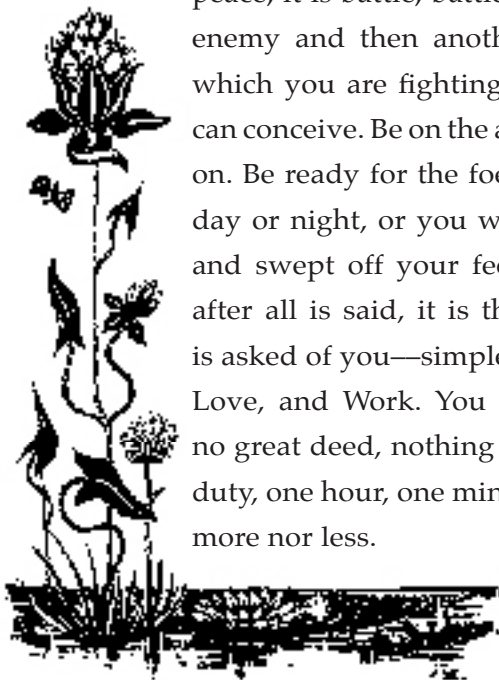 peace, it is battle, battle
enemy and then anoth
which you are fighting
can conceive. Be on the a
on. Be ready for the foe
day or night, or you w
and swept off your fee
after all is said, it is th
is asked of you—simple
Love, and Work. You
no great deed, nothing
duty, one hour, one min
more nor less.